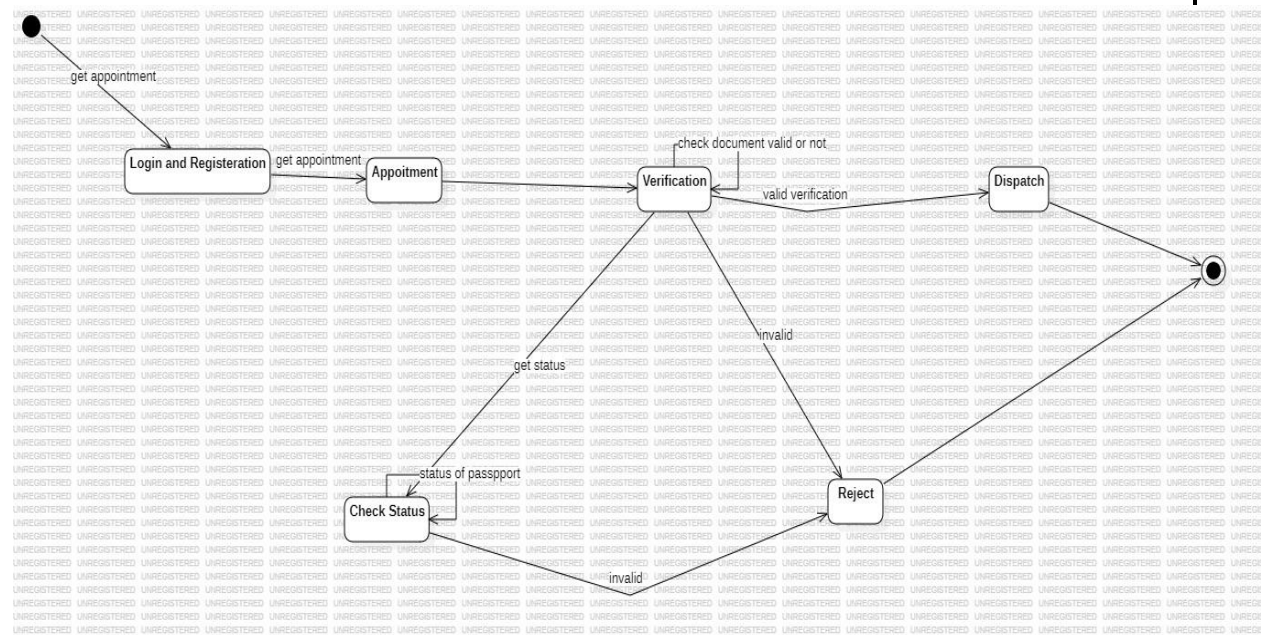 get appointment
Login and Registeration
get appointment
Appoitment
check document valid or not
Verification
valid verification
Dispatch
invalid
get status
status of passpport
Check Status
Reject
invalid
UNREGISTERED